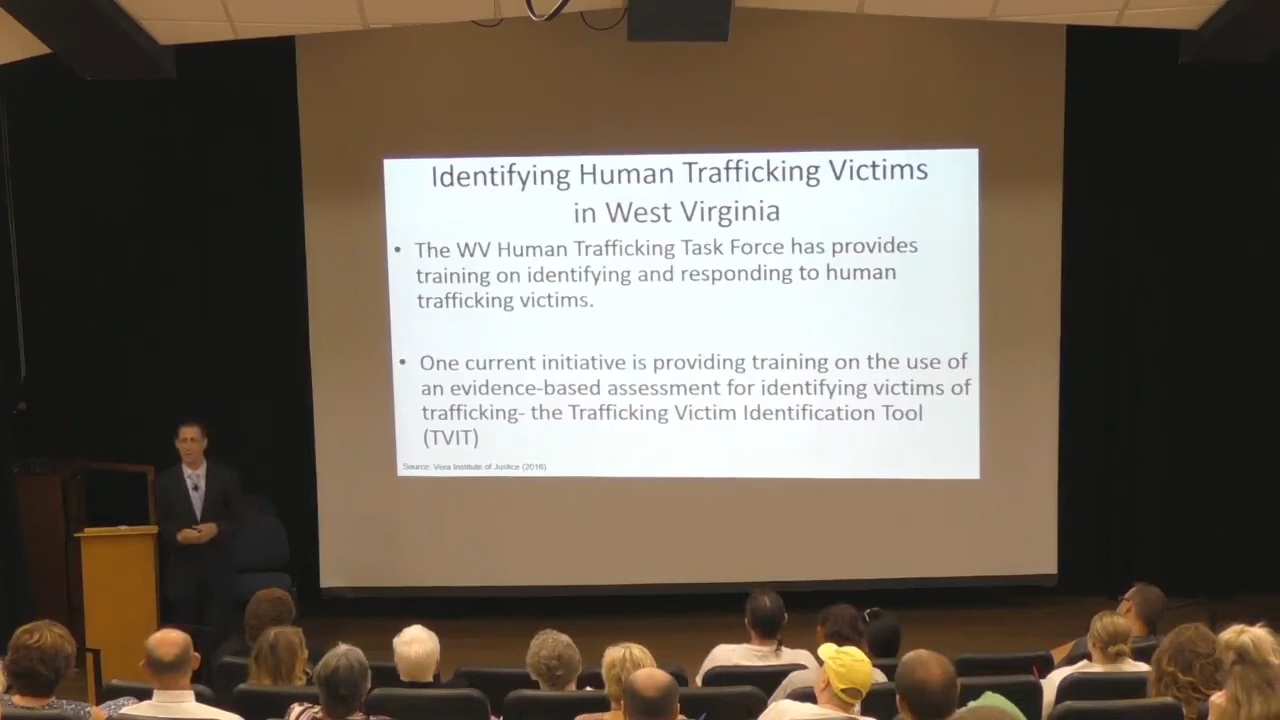 Identifying Human Trafficking Victims
in West Virginia
• The WV Human Trafficking Task Force has provides
training on identifying and responding to human
trafficking victims.
• One current initiative is providing training on the use of
an evidence-based assessment for identifying victims of
trafficking- the Trafficking Victim Identification Tool
(TVIT)
Source: Vera Institute of Justice (2016)